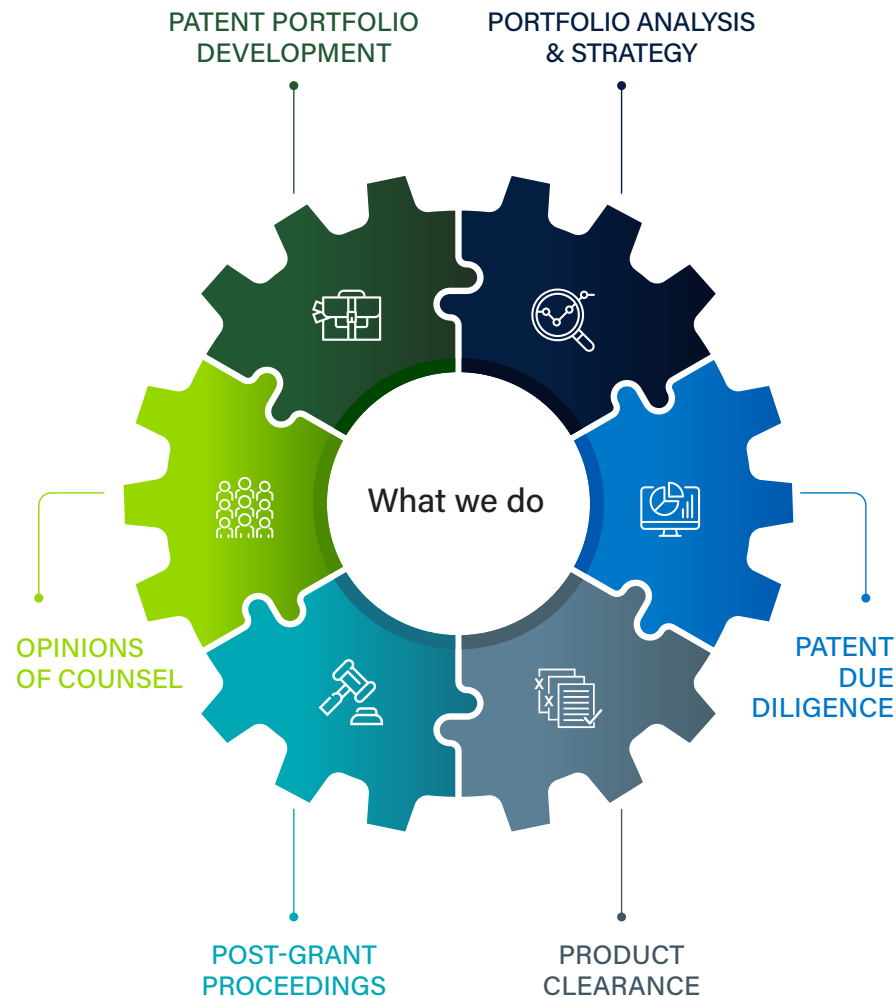 PATENT PORTFOLIO
DEVELOPMENT
PORTFOLIO ANALYSIS
& STRATEGY
What we do
OPINIONS
OF COUNSEL
PATENT
DUE
DILIGENCE
POST-GRANT
PROCEEDINGS
PRODUCT
CLEARANCE
X
X